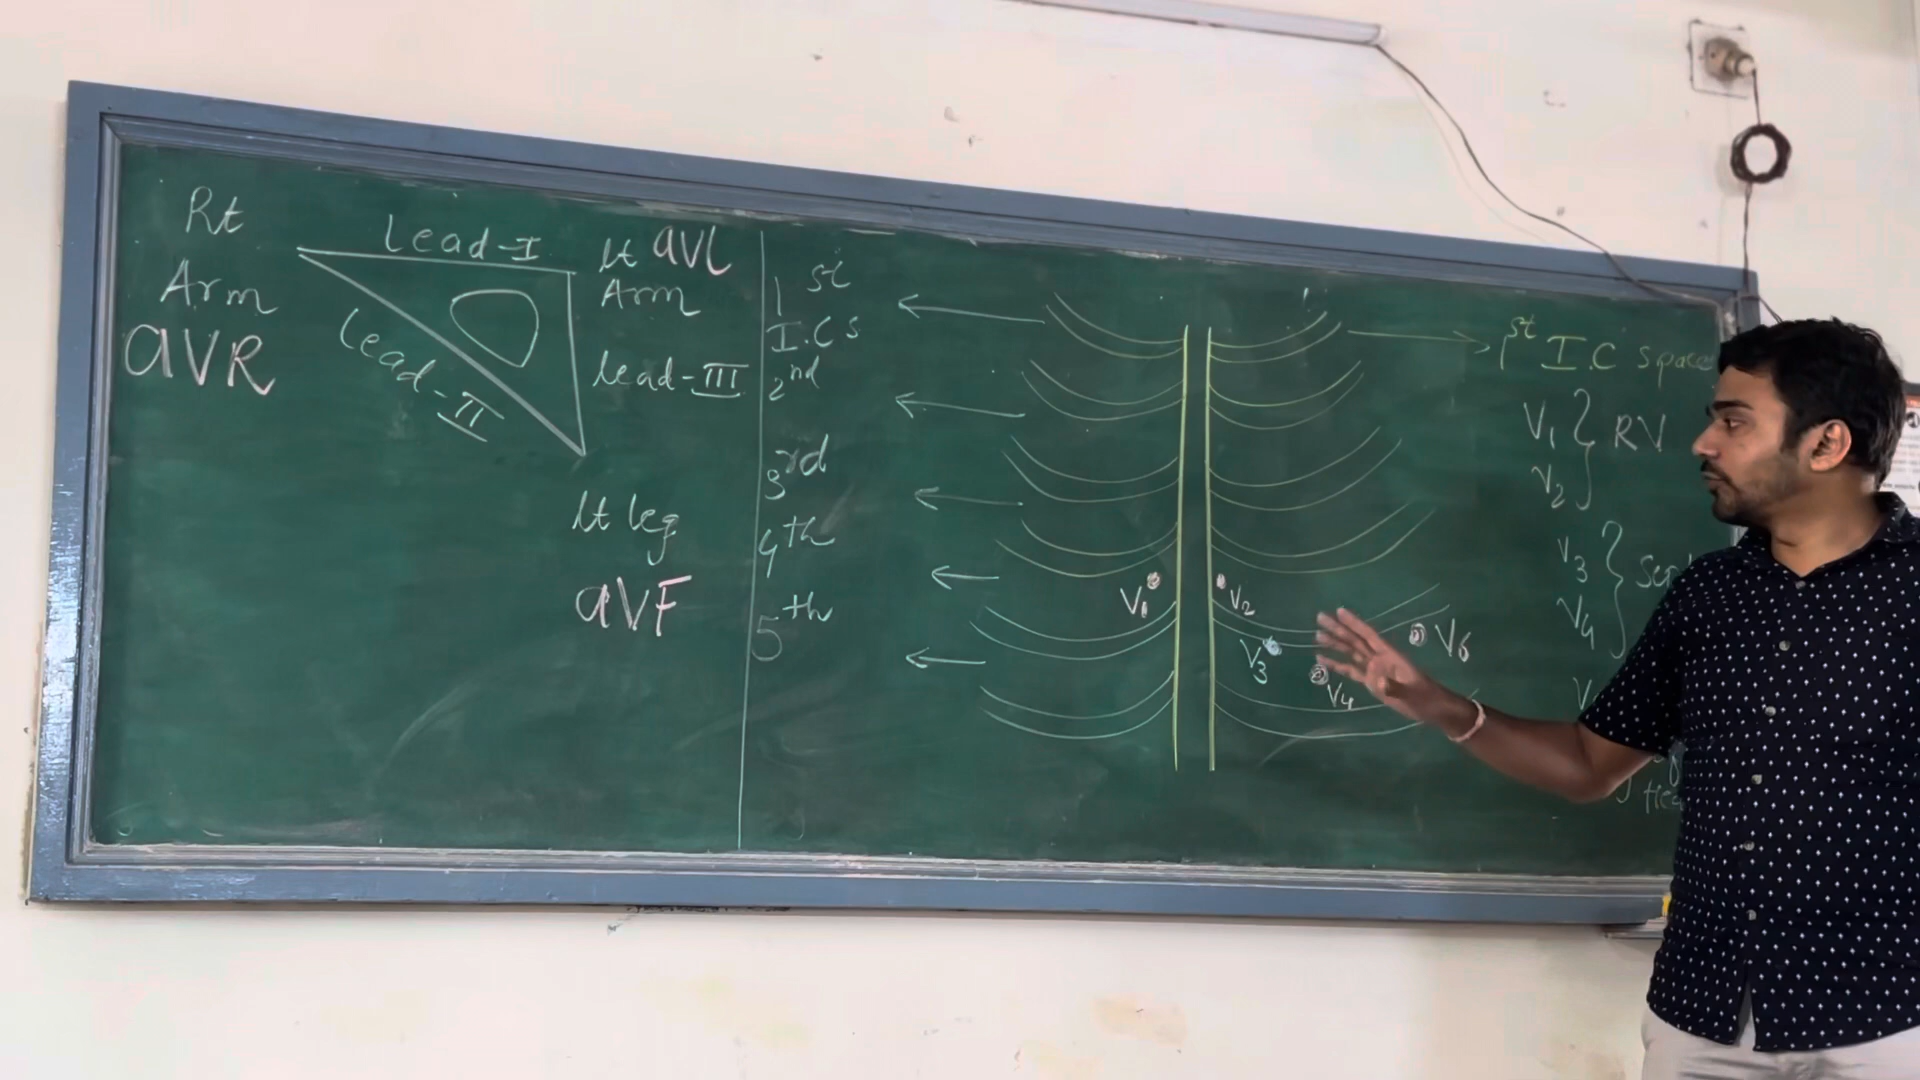 Rt
Arm
aVR
Lead-I
Lead-II
Lt aVL
Arm
Lead-III
Lt leg
aVF
1st
I.C s
2nd
3rd
4th
5th
V1
V2
V3
V4
V6
1st I.C space
V1
V2
RV
V3
V4